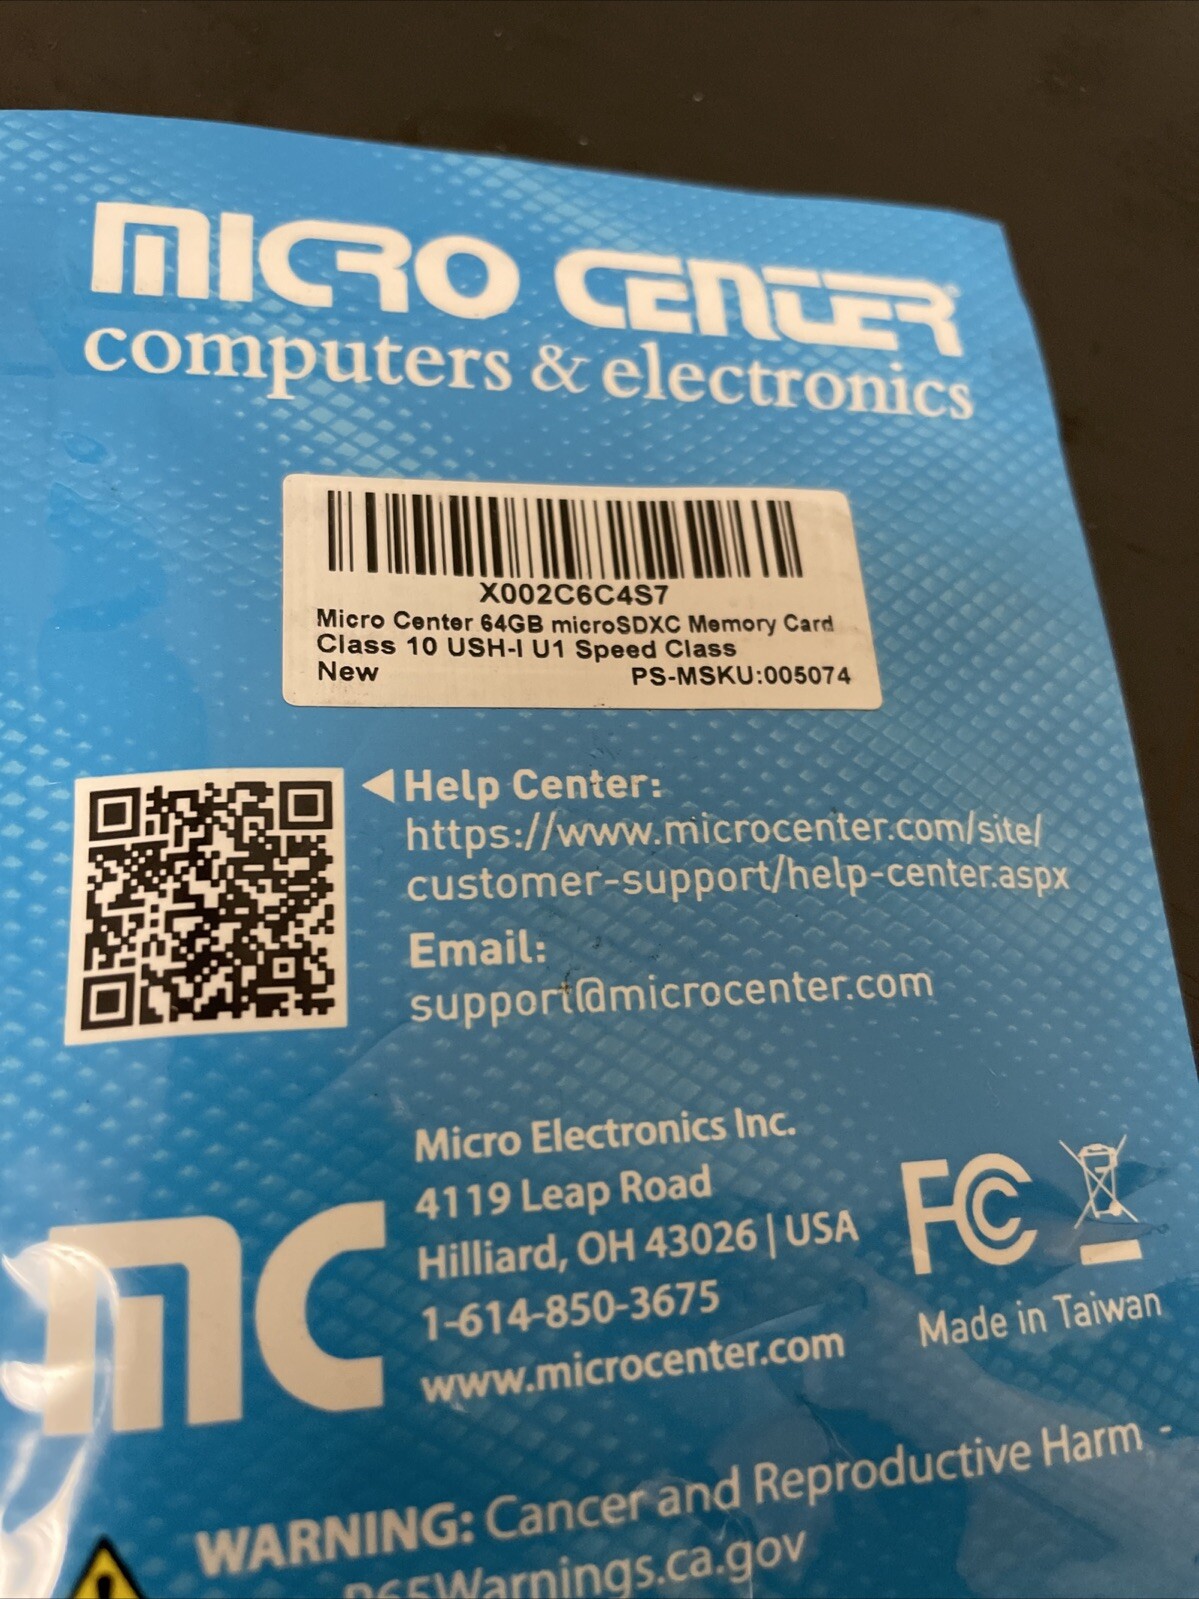 MICRO CENTER®
computers & electronics
X002C6C4S7
Micro Center 64GB microSDXC Memory Card
Class 10 USH-I U1 Speed Class
New PS-MSKU:005074
Help Center:
https://www.microcenter.com/site/
customer-support/help-center.aspx
Email:
support@microcenter.com
MC
Micro Electronics Inc.
4119 Leap Road
Hilliard, OH 43026 | USA
1-614-850-3675
www.microcenter.com
FC
Made in Taiwan
WARNING: Cancer and Reproductive Harm -
P65Warnings.ca.gov